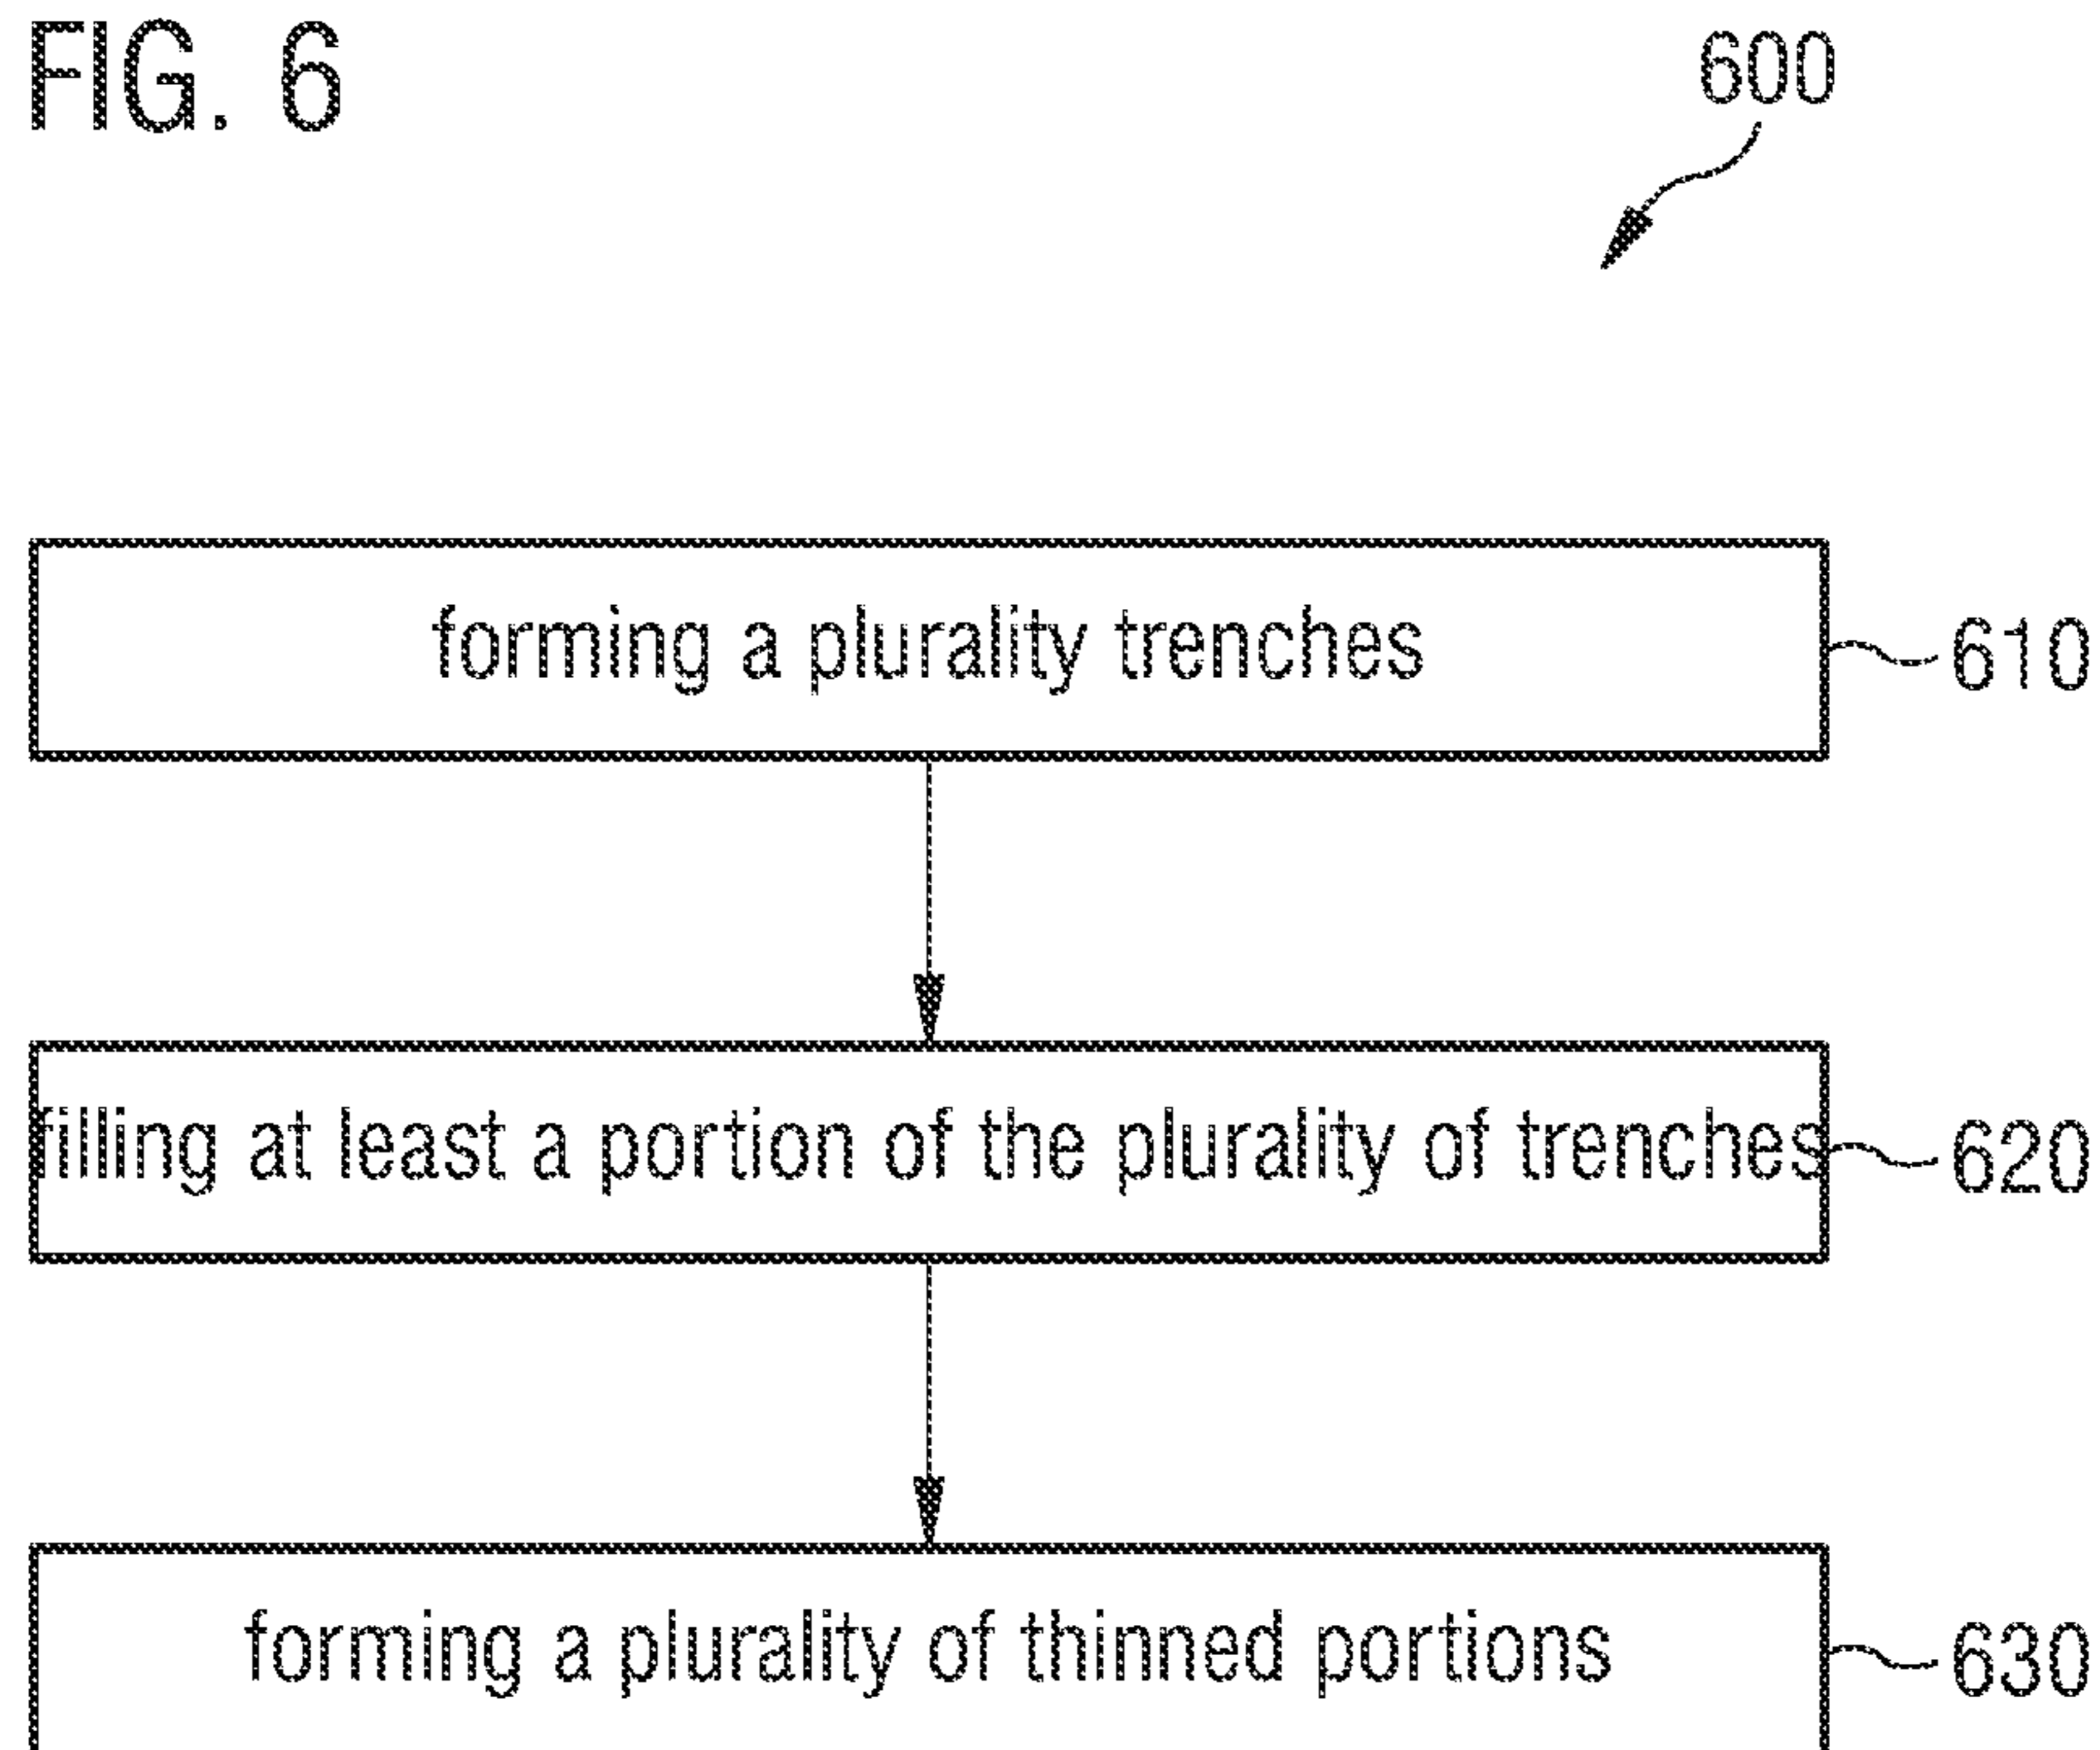 FIG. 6
600
forming a plurality trenches
610
filling at least a portion of the plurality of trenches
620
forming a plurality of thinned portions
630